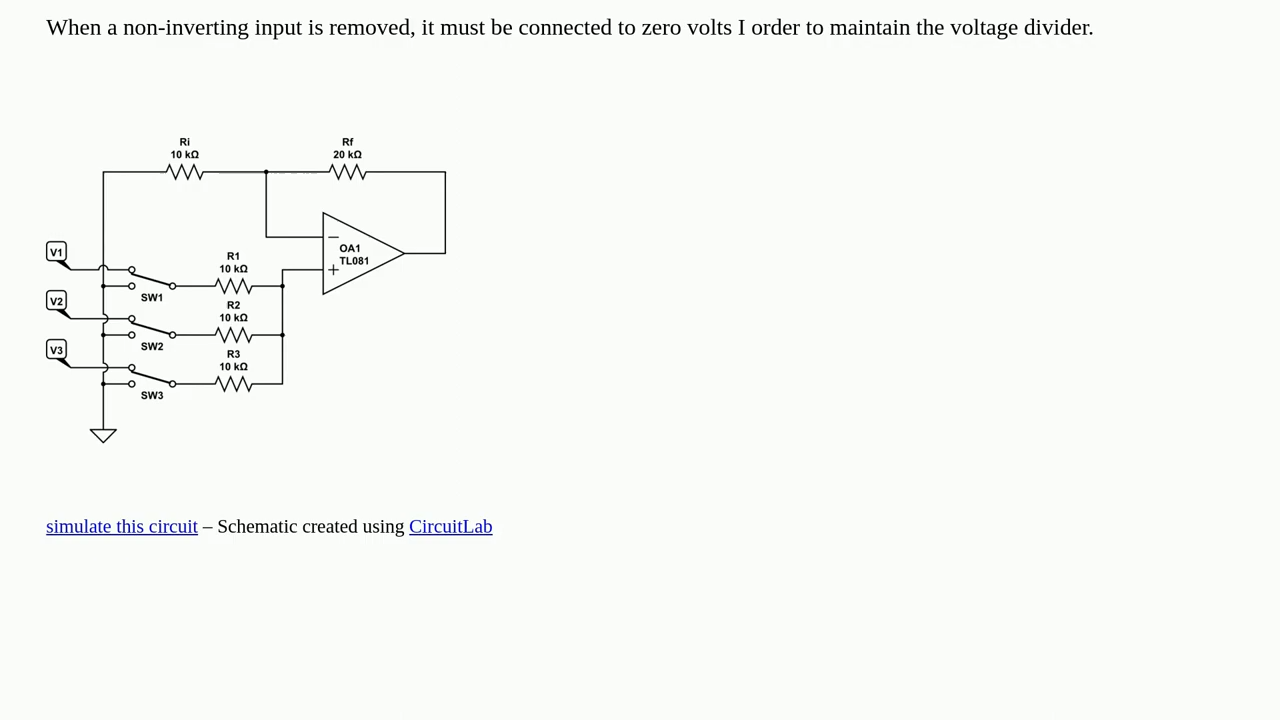 When a non-inverting input is removed, it must be connected to zero volts I order to maintain the voltage divider.
Ri
10 kΩ
Rf
20 kΩ
OA1
TL081
V1
R1
10 kΩ
SW1
V2
R2
10 kΩ
SW2
V3
R3
10 kΩ
SW3
simulate this circuit – Schematic created using CircuitLab